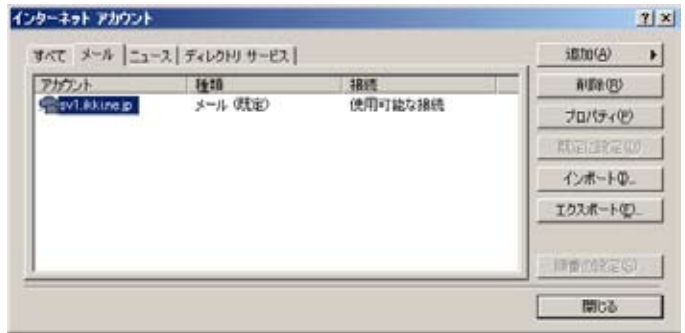 インターネット アカウント
すべて メール ニュース ディレクトリ サービス
アカウント 種類 接続
sv1.ikkine.jp メール (既定) 使用可能な接続
追加(A)
削除(R)
プロパティ(P)
既定に設定(D)
インポート(I)...
エクスポート(E)...
順番の設定(S)...
閉じる